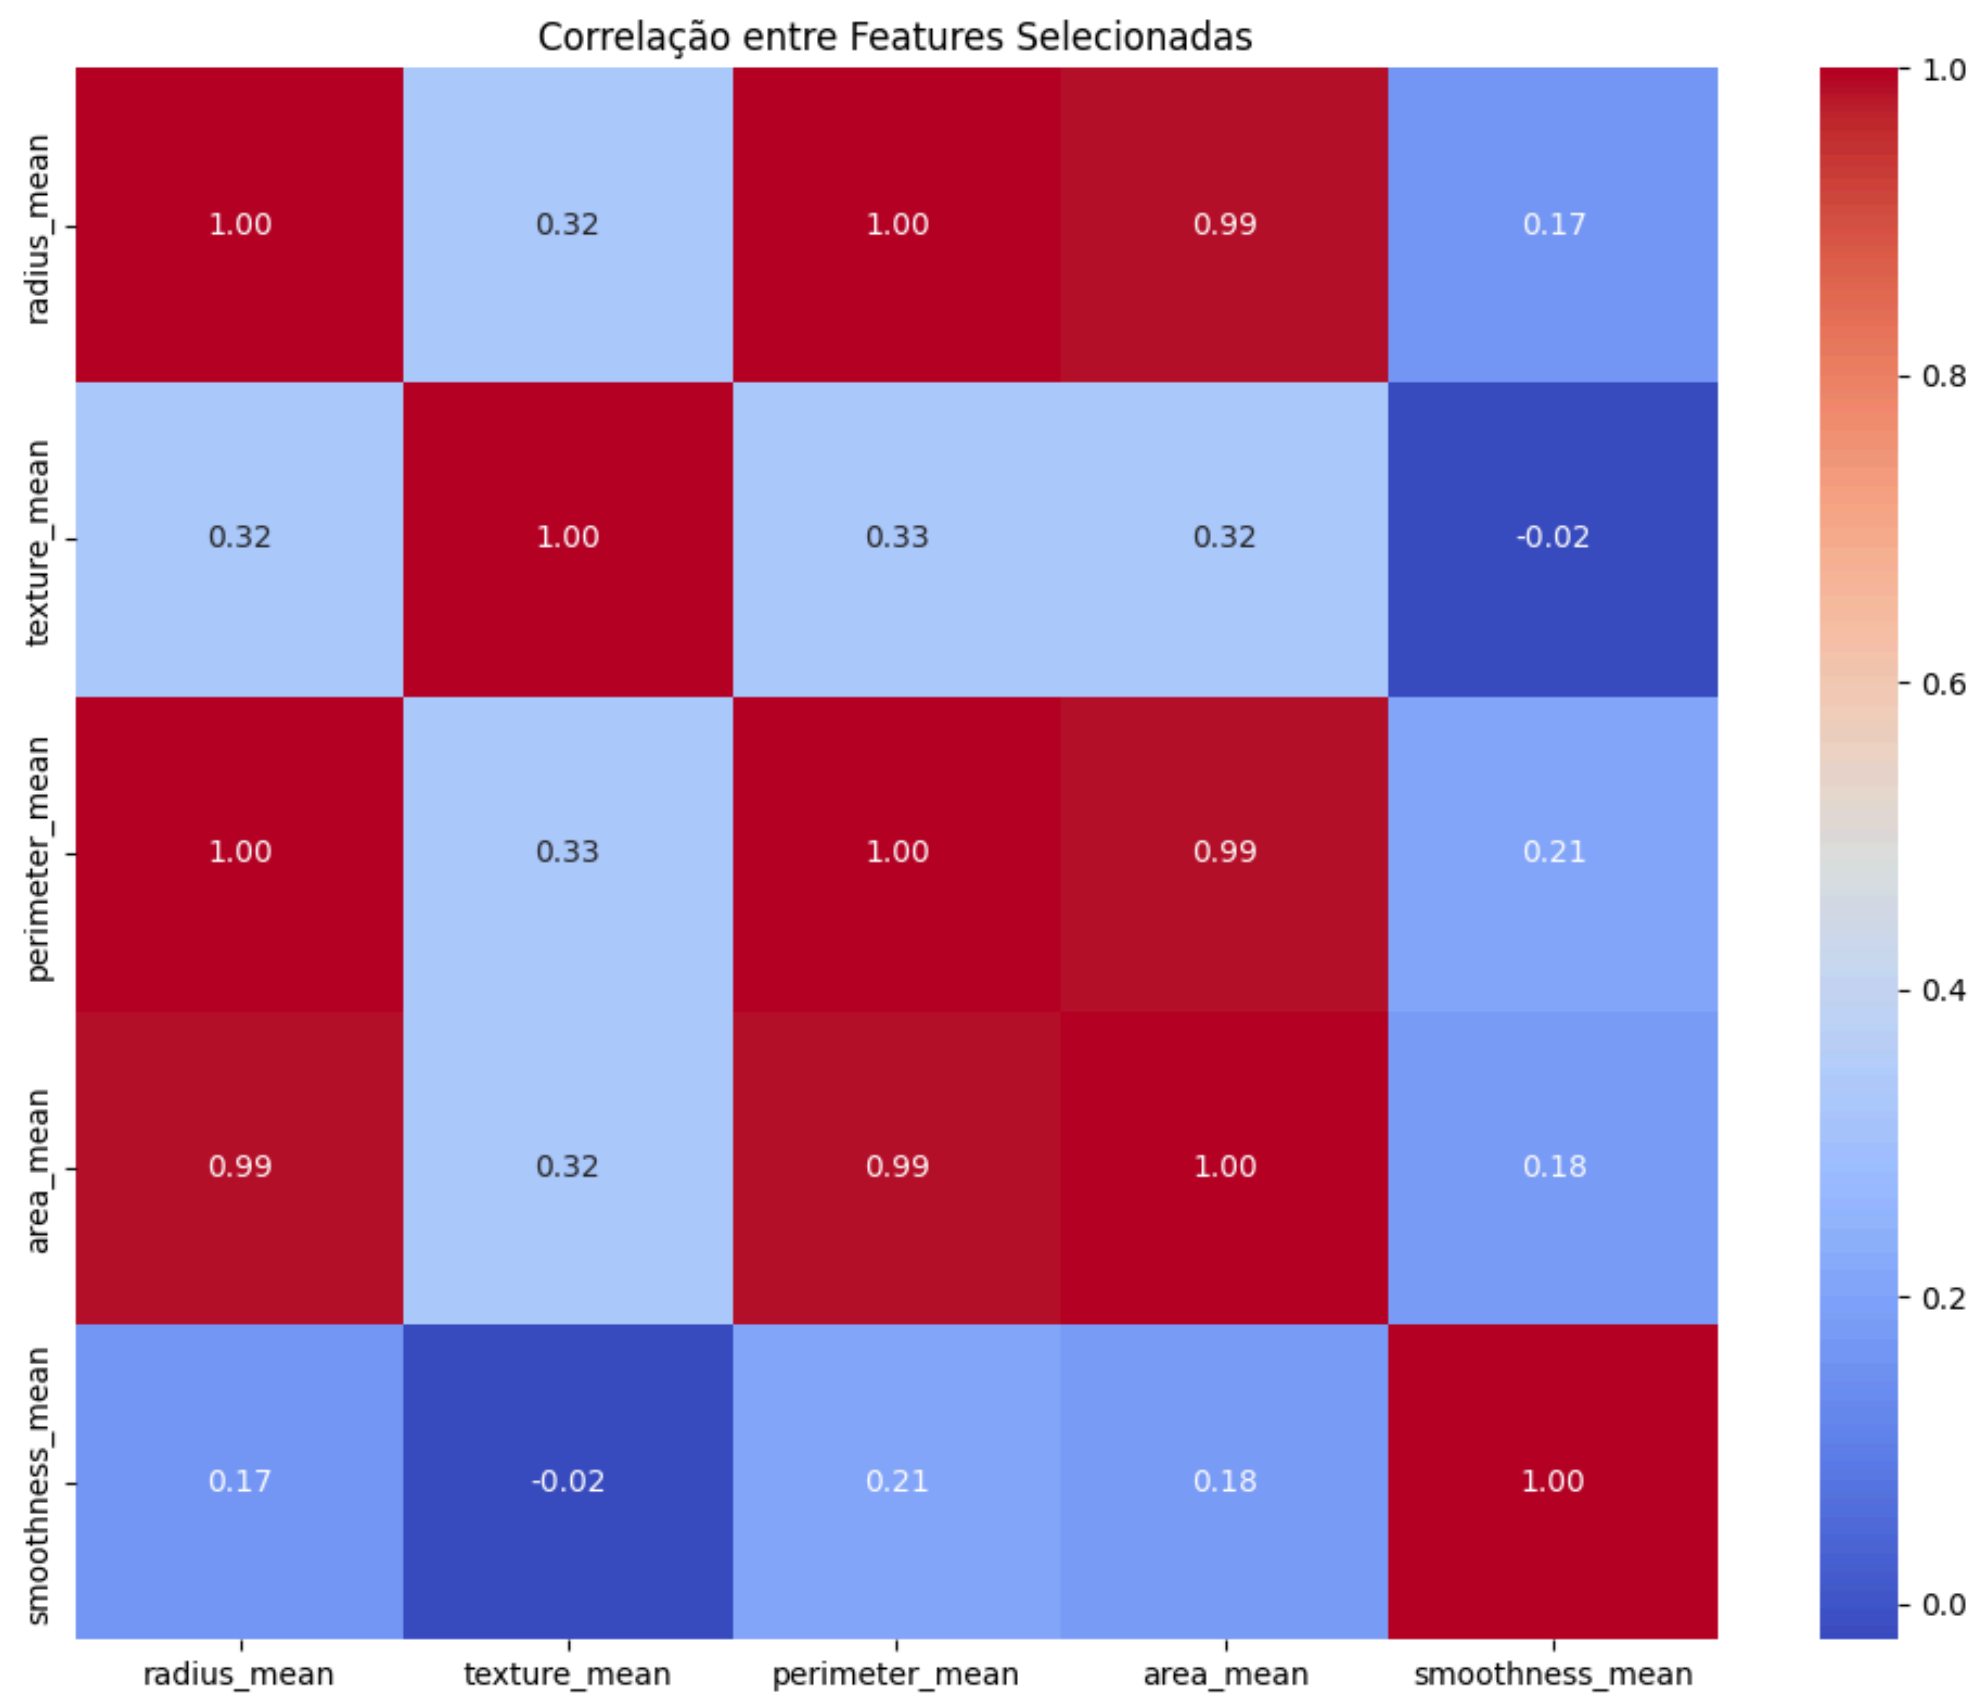 Correlação entre Features Selecionadas
radius_mean 1.00 0.32 1.00 0.99 0.17
texture_mean 0.32 1.00 0.33 0.32 -0.02
perimeter_mean 1.00 0.33 1.00 0.99 0.21
area_mean 0.99 0.32 0.99 1.00 0.18
smoothness_mean 0.17 -0.02 0.21 0.18 1.00
radius_mean texture_mean perimeter_mean area_mean smoothness_mean
1.0
0.8
0.6
0.4
0.2
0.0